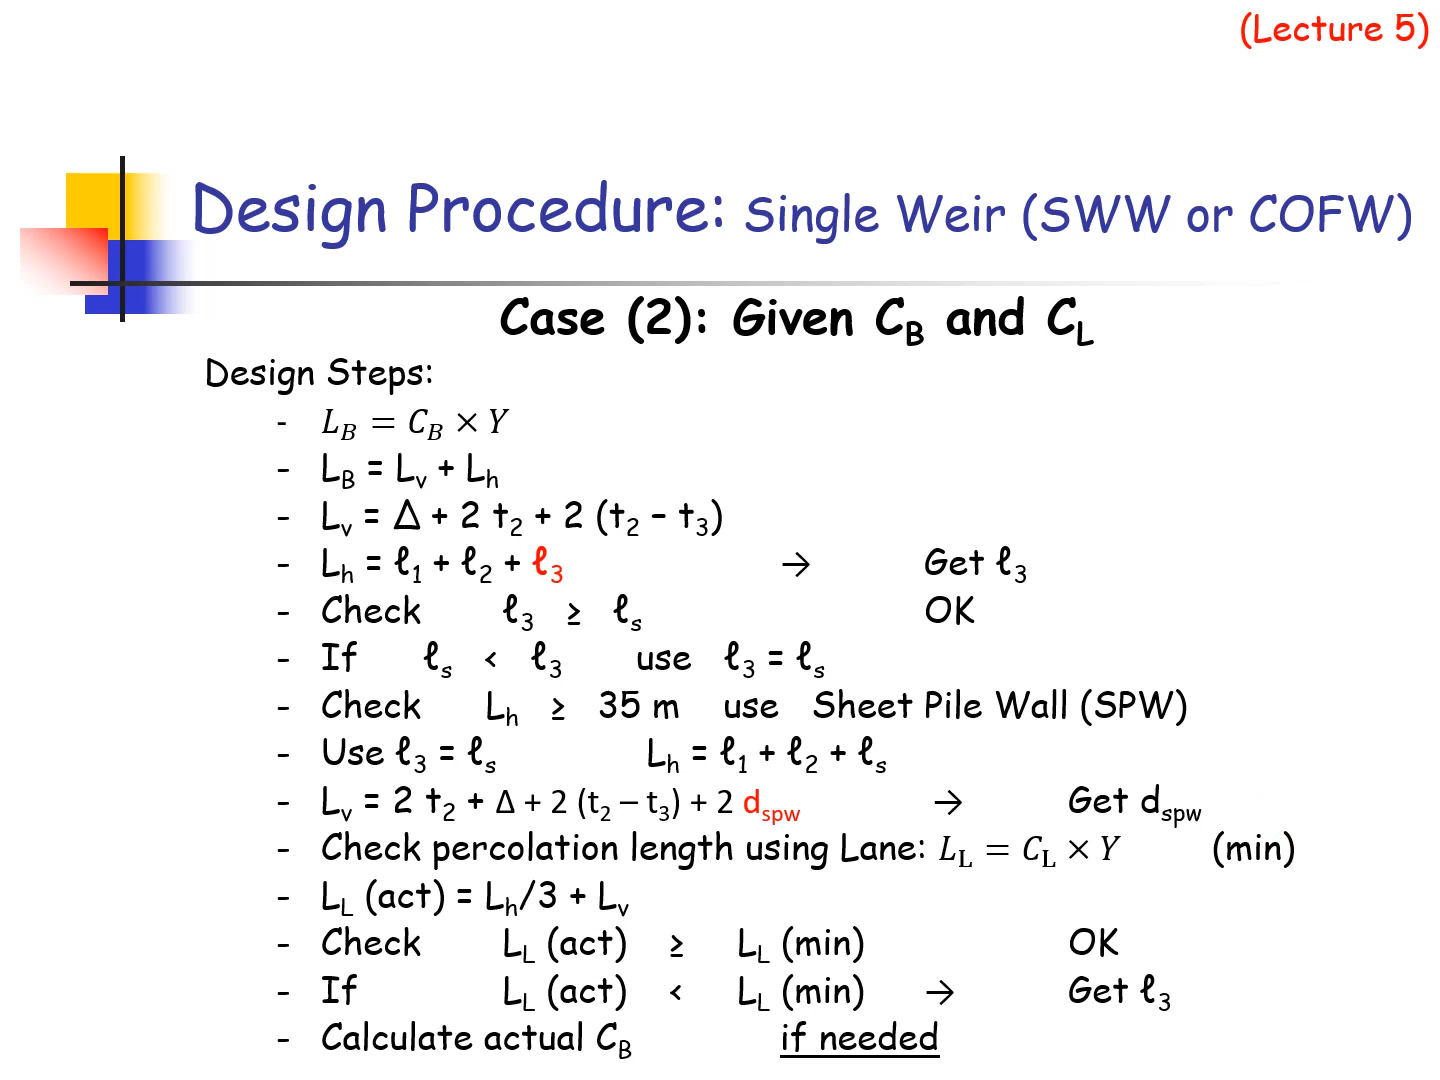 (Lecture 5)
Design Procedure: Single Weir (SWW or COFW)
Case (2): Given C_B and C_L
Design Steps:
- L_B = C_B × Y
- L_B = L_v + L_h
- L_v = Δ + 2 t_2 + 2 (t_2 – t_3)
- L_h = ℓ_1 + ℓ_2 + ℓ_3 → Get ℓ_3
- Check ℓ_3 ≥ ℓ_s OK
- If ℓ_s < ℓ_3 use ℓ_3 = ℓ_s
- Check L_h ≥ 35 m use Sheet Pile Wall (SPW)
- Use ℓ_3 = ℓ_s L_h = ℓ_1 + ℓ_2 + ℓ_s
- L_v = 2 t_2 + Δ + 2 (t_2 – t_3) + 2 d_spw → Get d_spw
- Check percolation length using Lane: L_L = C_L × Y (min)
- L_L (act) = L_h/3 + L_v
- Check L_L (act) ≥ L_L (min) OK
- If L_L (act) < L_L (min) → Get ℓ_3
- Calculate actual C_B if needed